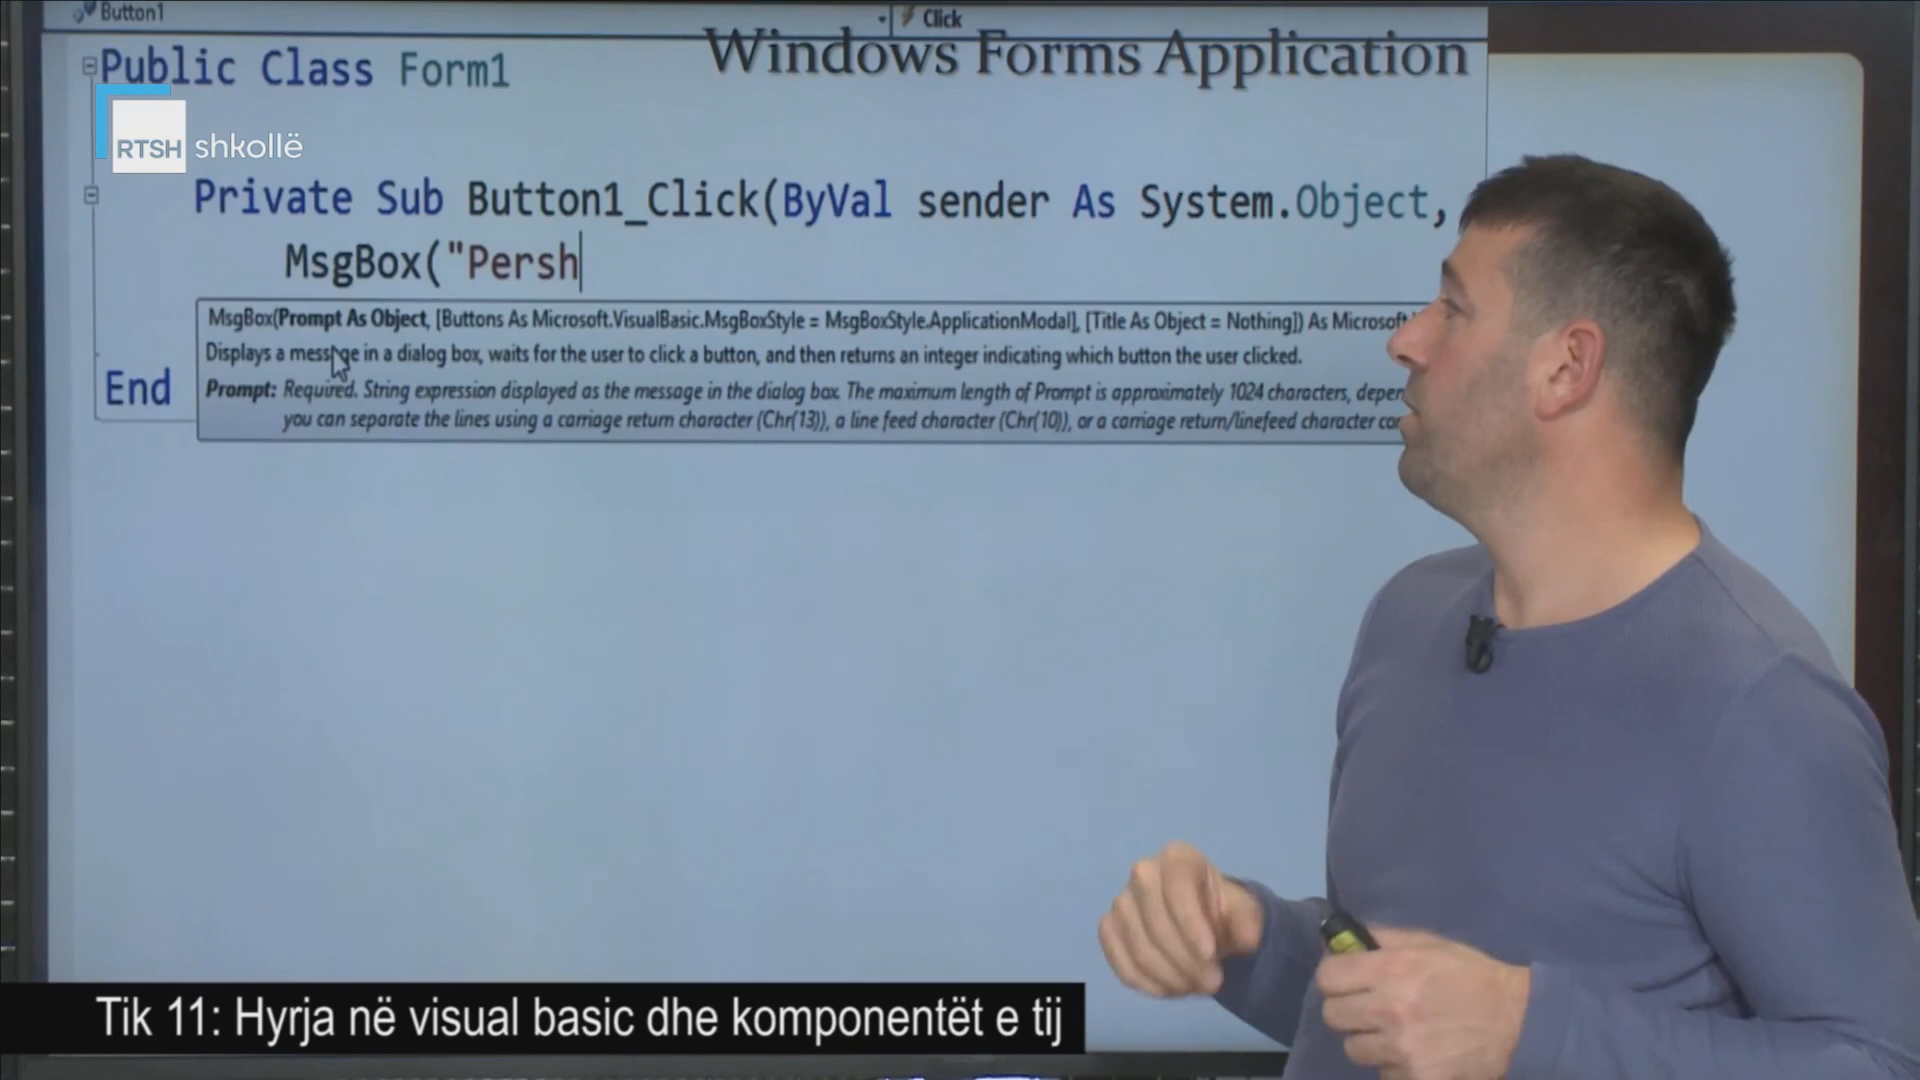 Button1
Click
Windows Forms Application
Public Class Form1
RTSH shkollë
Private Sub Button1_Click(ByVal sender As System.Object,
MsgBox("Persh
MsgBox(Prompt As Object, [Buttons As Microsoft.VisualBasic.MsgBoxStyle = MsgBoxStyle.ApplicationModal], [Title As Object = Nothing]) As Microsoft
Displays a message in a dialog box, waits for the user to click a button, and then returns an integer indicating which button the user clicked.
End
Prompt: Required. String expression displayed as the message in the dialog box. The maximum length of Prompt is approximately 1024 characters, depen
you can separate the lines using a carriage return character (Chr(13)), a line feed character (Chr(10)), or a carriage return/linefeed character co
Tik 11: Hyrja në visual basic dhe komponentët e tij